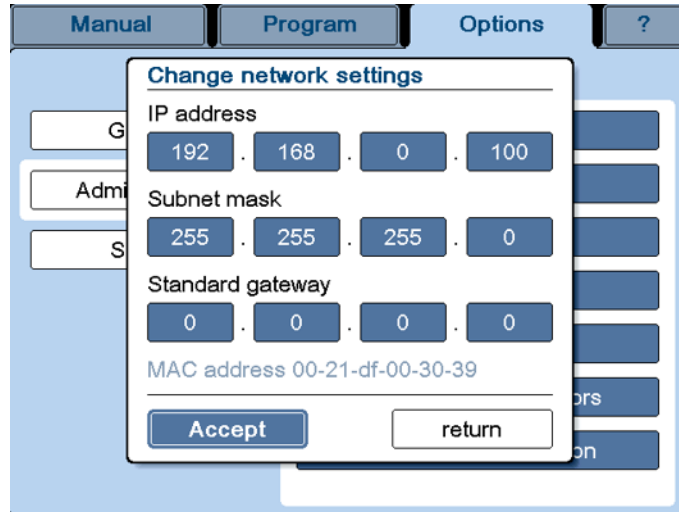 Manual Program Options ?
Change network settings
IP address
192 . 168 . 0 . 100
Subnet mask
255 . 255 . 255 . 0
Standard gateway
0 . 0 . 0 . 0
MAC address 00-21-df-00-30-39
Accept return